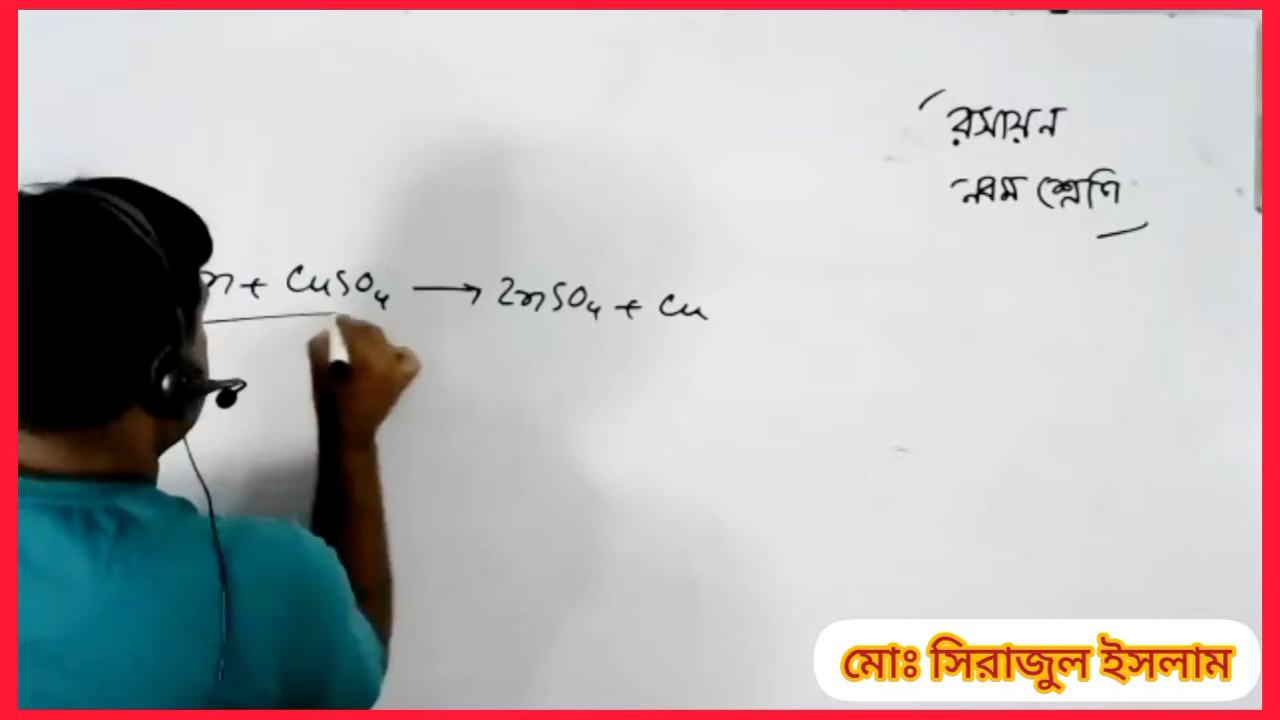 রসায়ন
নবম শ্রেণি
n + CuSO₄ → ZnSO₄ + Cu
মোঃ সিরাজুল ইসলাম